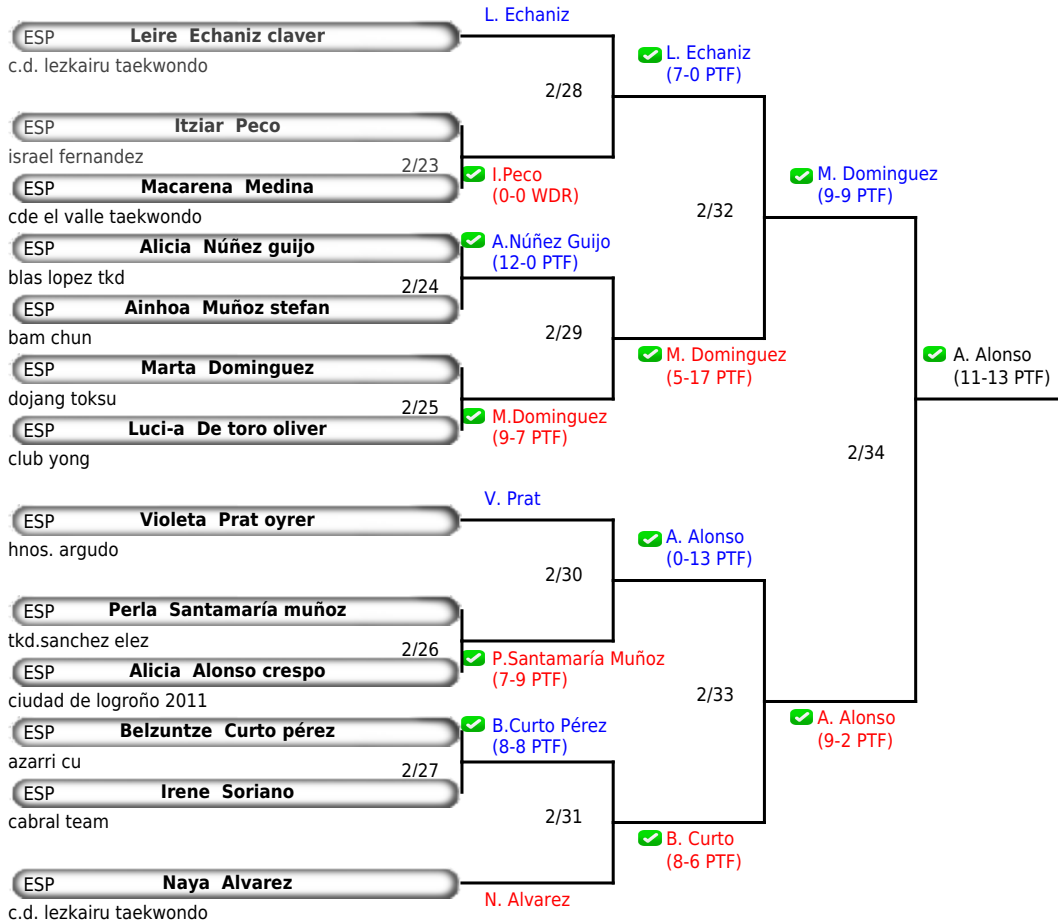 L. Echaniz
ESP Leire Echaniz claver
c.d. lezkairu taekwondo
L. Echaniz
(7-0 PTF)
2/28
ESP Itziar Peco
israel fernandez
2/23
I.Peco
(0-0 WDR)
ESP Macarena Medina
cde el valle taekwondo
M. Dominguez
(9-9 PTF)
2/32
ESP Alicia Núñez guijo
blas lopez tkd
A.Núñez Guijo
(12-0 PTF)
2/24
ESP Ainhoa Muñoz stefan
bam chun
2/29
M. Dominguez
(5-17 PTF)
A. Alonso
(11-13 PTF)
ESP Marta Dominguez
dojang toksu
2/25
M.Dominguez
(9-7 PTF)
ESP Luci-a De toro oliver
club yong
2/34
V. Prat
ESP Violeta Prat oyrer
hnos. argudo
A. Alonso
(0-13 PTF)
2/30
ESP Perla Santamaría muñoz
tkd.sanchez elez
2/26
P.Santamaría Muñoz
(7-9 PTF)
ESP Alicia Alonso crespo
ciudad de logroño 2011
2/33
A. Alonso
(9-2 PTF)
ESP Belzuntze Curto pérez
azarri cu
B.Curto Pérez
(8-8 PTF)
2/27
ESP Irene Soriano
cabral team
2/31
B. Curto
(8-6 PTF)
ESP Naya Alvarez
c.d. lezkairu taekwondo
N. Alvarez